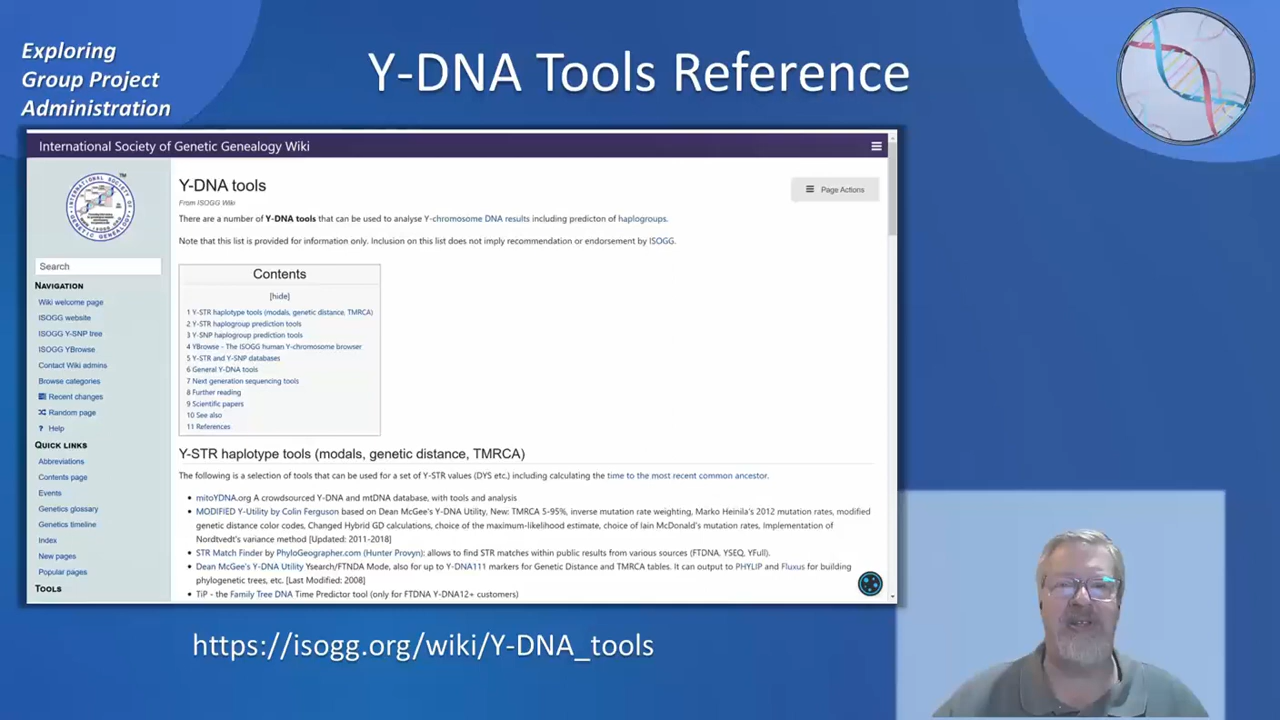 Exploring
Group Project
Administration
Y-DNA Tools Reference
International Society of Genetic Genealogy Wiki
Search
NAVIGATION
Wiki welcome page
ISOGG website
ISOGG Y-SNP tree
ISOGG YBrowse
Contact Wiki admins
Browse categories
Recent changes
Random page
? Help
QUICK LINKS
Abbreviations
Contents page
Events
Genetics glossary
Genetics timeline
Index
New pages
Popular pages
TOOLS
Y-DNA tools
Page Actions
From ISOGG Wiki
There are a number of Y-DNA tools that can be used to analyse Y-chromosome DNA results including predicton of haplogroups.
Note that this list is provided for information only. Inclusion on this list does not imply recommendation or endorsement by ISOGG.
Contents
[hide]
1 Y-STR haplotype tools (modals, genetic distance, TMRCA)
2 Y-STR haplogroup prediction tools
3 Y-SNP haplogroup prediction tools
4 YBrowse - The ISOGG human Y-chromosome browser
5 Y-STR and Y-SNP databases
6 General Y-DNA tools
7 Next generation sequencing tools
8 Further reading
9 Scientific papers
10 See also
11 References
Y-STR haplotype tools (modals, genetic distance, TMRCA)
The following is a selection of tools that can be used for a set of Y-STR values (DYS etc.) including calculating the time to the most recent common ancestor.
• mitoYDNA.org A crowdsourced Y-DNA and mtDNA database, with tools and analysis
• MODIFIED Y-Utility by Colin Ferguson based on Dean McGee's Y-DNA Utility, New: TMRCA 5-95%, inverse mutation rate weighting, Marko Heinila's 2012 mutation rates, modified
genetic distance color codes, Changed Hybrid GD calculations, choice of the maximum-likelihood estimate, choice of Iain McDonald's mutation rates, Implementation of
Nordtvedt's variance method [Updated: 2011-2018]
• STR Match Finder by PhyloGeographer.com (Hunter Provyn): allows to find STR matches within public results from various sources (FTDNA, YSEQ, YFull).
• Dean McGee's Y-DNA Utility Ysearch/FTNDA Mode, also for up to Y-DNA111 markers for Genetic Distance and TMRCA tables. It can output to PHYLIP and Fluxus for building
phylogenetic trees, etc. [Last Modified: 2008]
• TiP - the Family Tree DNA Time Predictor tool (only for FTDNA Y-DNA12+ customers)
https://isogg.org/wiki/Y-DNA_tools